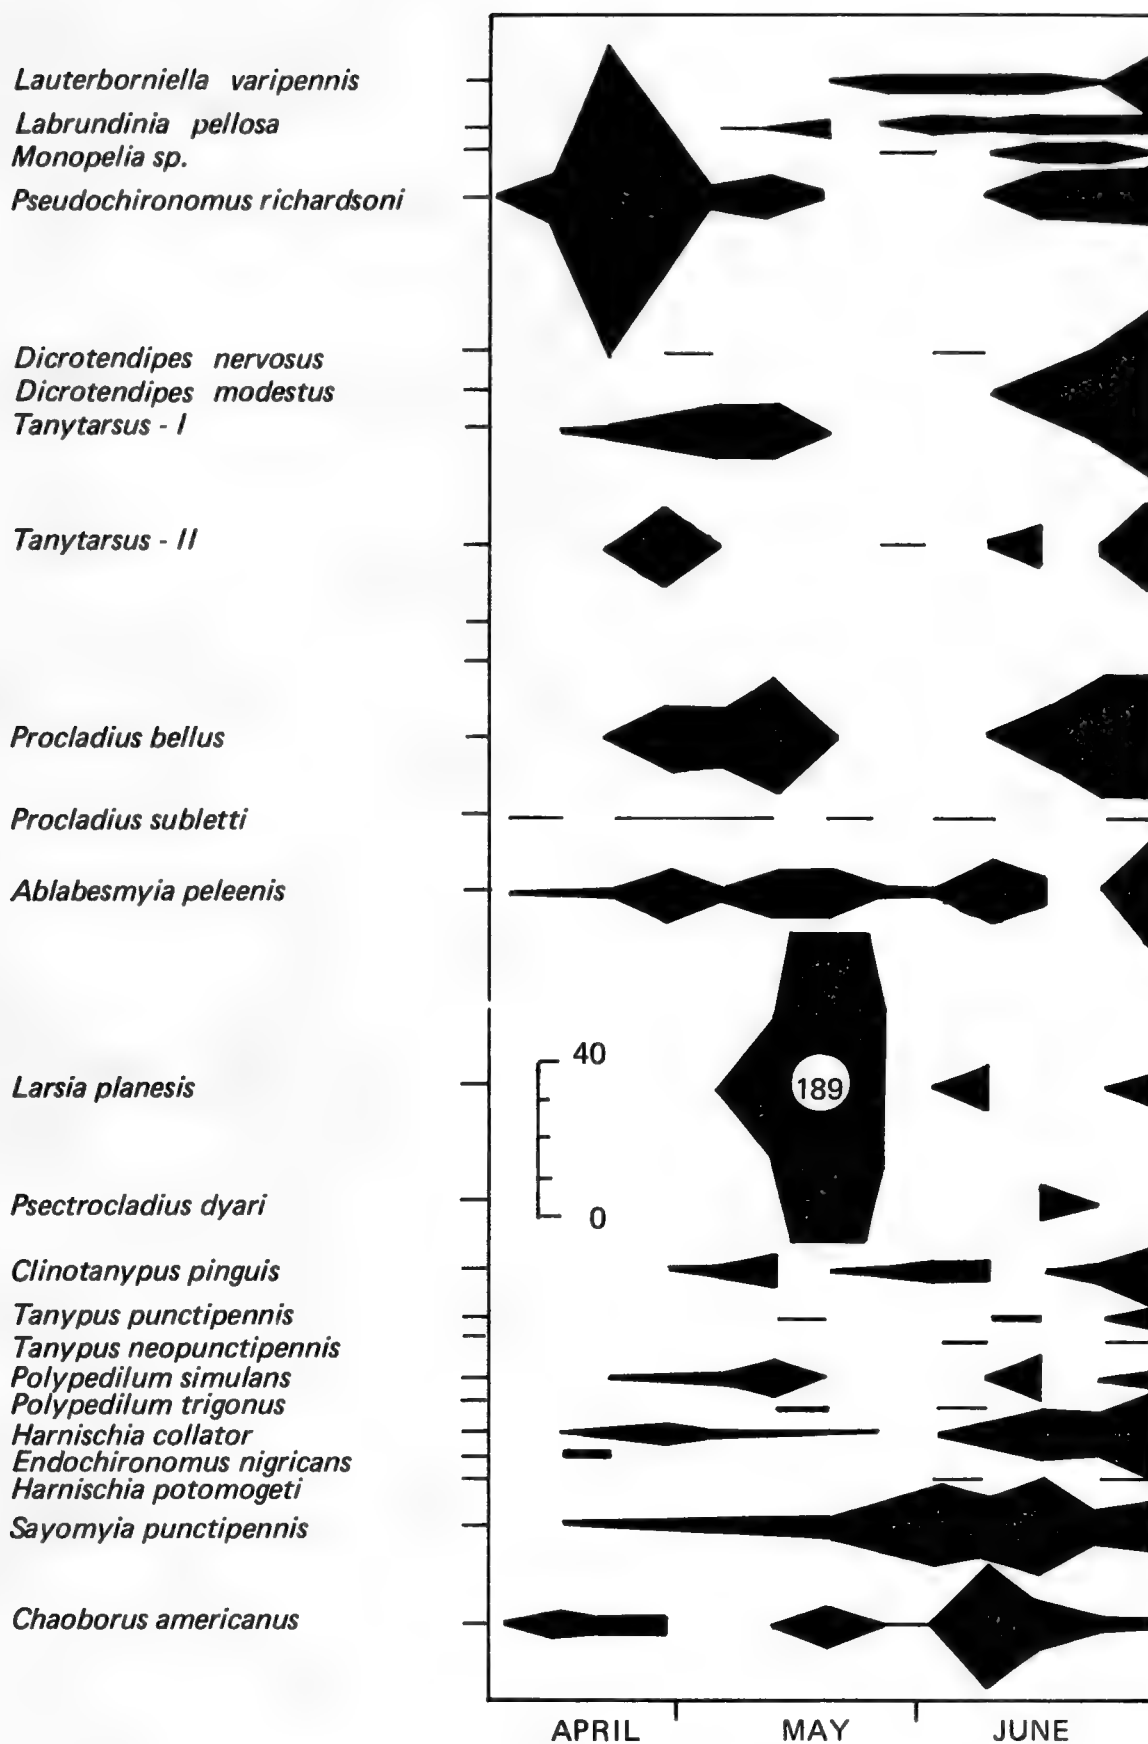 Lauterborniella varipennis
Labrundinia pellosa
Monopelia sp.
Pseudochironomus richardsoni
Dicrotendipes nervosus
Dicrotendipes modestus
Tanytarsus - I
Tanytarsus - II
Procladius bellus
Procladius subletti
Ablabesmyia peleenis
40
Larsia planesis
189
Psectrocladius dyari
0
Clinotanypus pinguis
Tanypus punctipennis
Tanypus neopunctipennis
Polypedilum simulans
Polypedilum trigonus
Harnischia collator
Endochironomus nigricans
Harnischia potomogeti
Sayomyia punctipennis
Chaoborus americanus
APRIL MAY JUNE